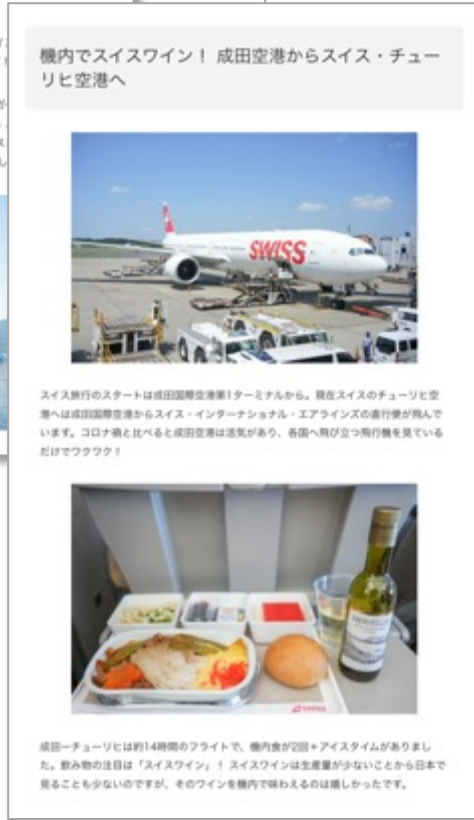 機内でスイスワイン！ 成田空港からスイス・チュー
リヒ空港へ
SWISS
スイス旅行のスタートは成田国際空港第1ターミナルから。現在スイスのチューリヒ空
港へは成田国際空港からスイス・インターナショナル・エアラインズの直行便が飛んで
います。コロナ禍と比べると成田空港は活気があり、各国へ飛び立つ飛行機を見ている
だけでワクワク！
SWISS
成田ーチューリヒは約14時間のフライトで、機内食が2回＋アイスタイムがありまし
た。飲み物の注目は「スイスワイン」！ スイスワインは生産量が少ないことから日本で
見ることも少ないのですが、そのワインを機内で味わえるのは嬉しかったです。